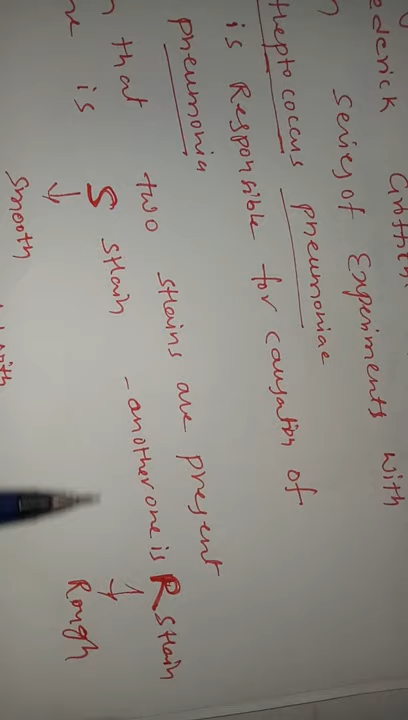 ederick Griffith
Series of Experiments with
Streptococcus pneumoniae
is Responsible for causation of
pneumonia
that two strains are present
is S strain - another one is R strain
↓ ↓
Smooth Rough